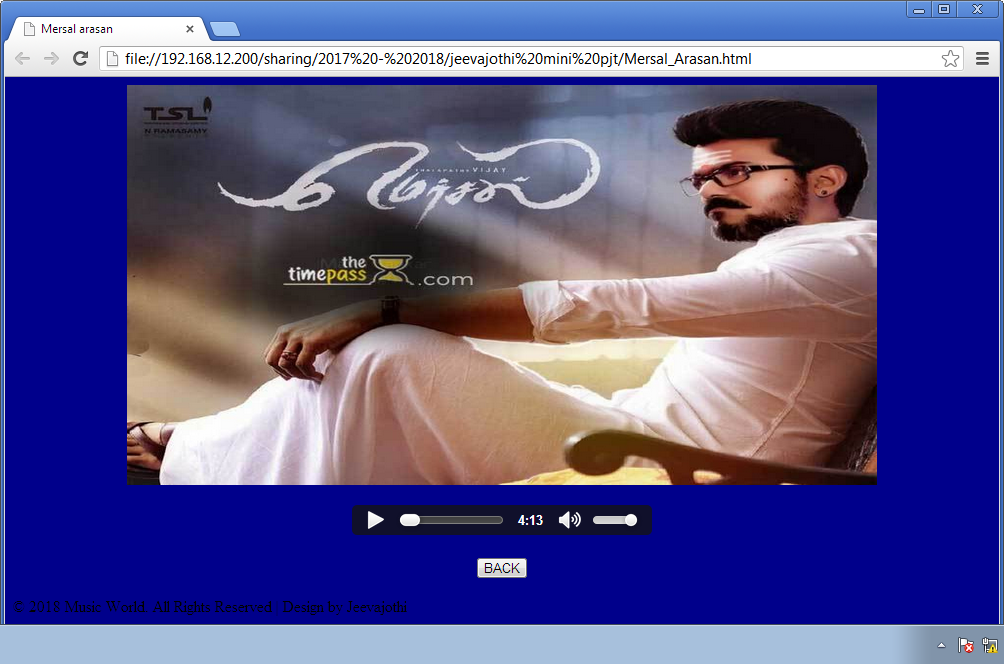 Mersal arasan
file://192.168.12.200/sharing/2017%20-%202018/jeevajothi%20mini%20pjt/Mersal_Arasan.html
TSL
N RAMASAMY
THALAPATHY VIJAY
மெர்சல்
the
timepass .com
4:13
BACK
© 2018 Music World. All Rights Reserved | Design by Jeevajothi